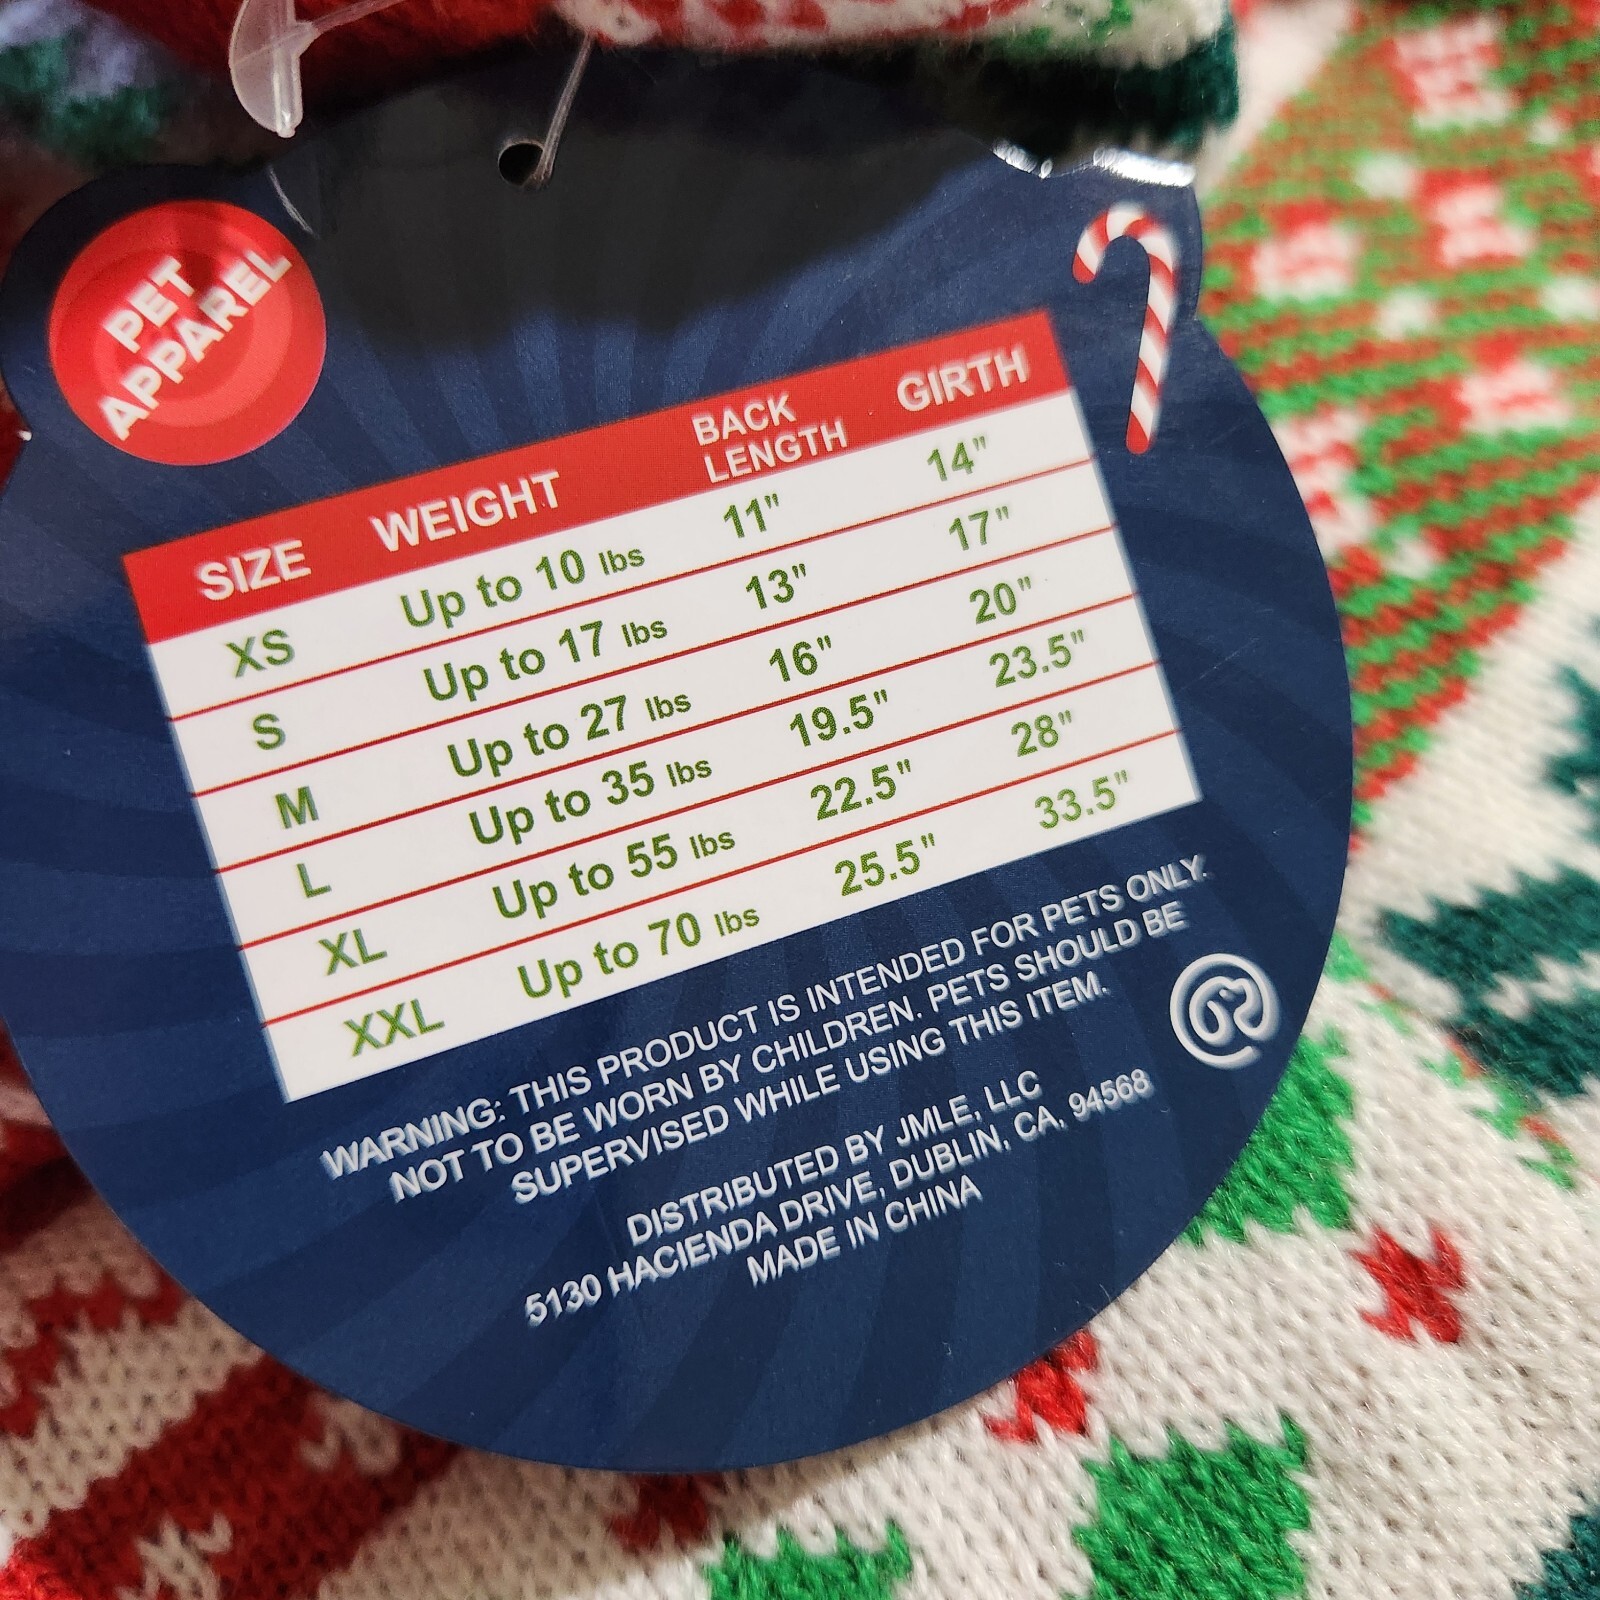 PET
APPAREL
SIZE WEIGHT BACK LENGTH GIRTH
XS Up to 10 lbs 11" 14"
S Up to 17 lbs 13" 17"
M Up to 27 lbs 16" 20"
L Up to 35 lbs 19.5" 23.5"
XL Up to 55 lbs 22.5" 28"
XXL Up to 70 lbs 25.5" 33.5"
WARNING: THIS PRODUCT IS INTENDED FOR PETS ONLY.
NOT TO BE WORN BY CHILDREN. PETS SHOULD BE
SUPERVISED WHILE USING THIS ITEM.
DISTRIBUTED BY JMLE, LLC
5130 HACIENDA DRIVE, DUBLIN, CA, 94568
MADE IN CHINA